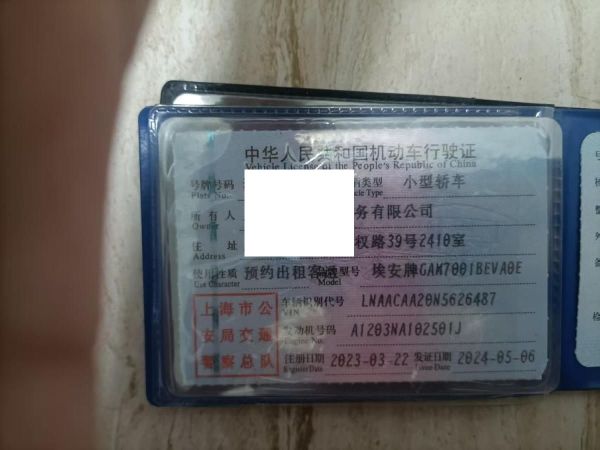 中华人民共和国机动车行驶证
Vehicle License of the People's Republic of China
号牌号码 类型 小型轿车
Plate No. Vehicle Type
所有人 务有限公司
Owner
住址 权路39号2410室
Address
使用性质 预约出租客运 型号 埃安牌GAM7001BEVA0E
Use Character Model
上海市公安局交通警察总队
车辆识别代号 LNAACAA20N5626487
VIN
发动机号码 A1203NA102501J
Engine No.
注册日期 2023-03-22 发证日期 2024-05-06
Register Date Issue Date